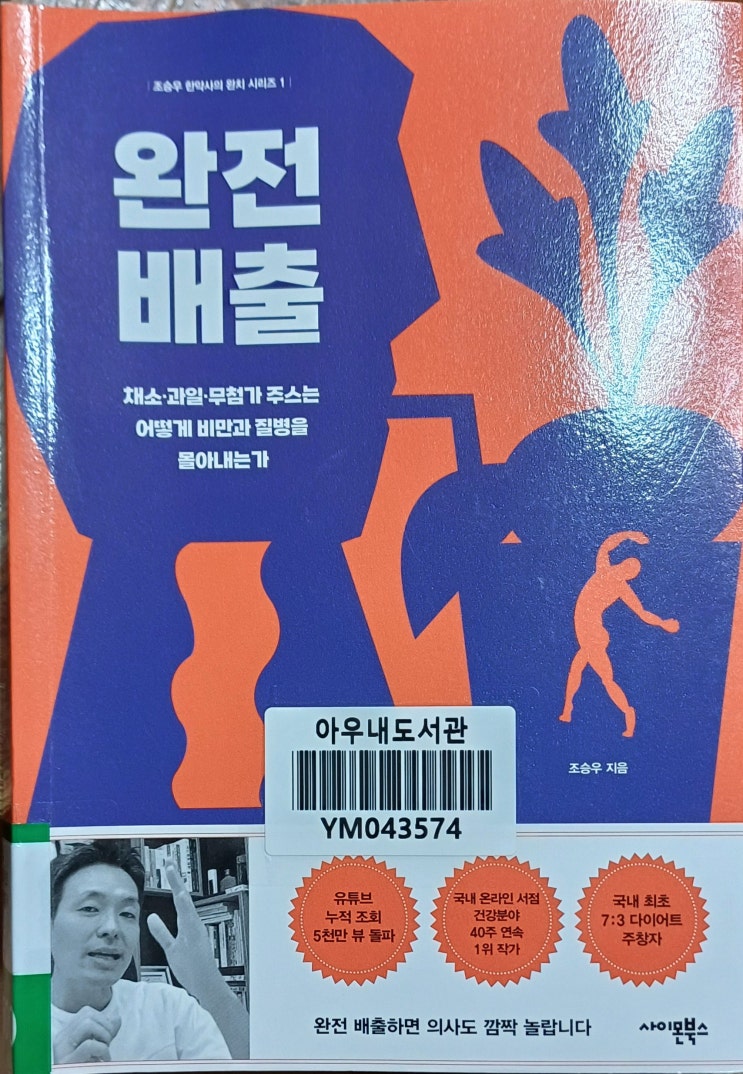 조승우 한약사의 완치 시리즈 1
완전
배출
채소·과일·무첨가 주스는
어떻게 비만과 질병을
몰아내는가
아우내도서관
YM043574
조승우 지음
유튜브
누적 조회
5천만 뷰 돌파
국내 온라인 서점
건강분야
40주 연속
1위 작가
국내 최초
7:3 다이어트
주창자
완전 배출하면 의사도 깜짝 놀랍니다
사이몬북스